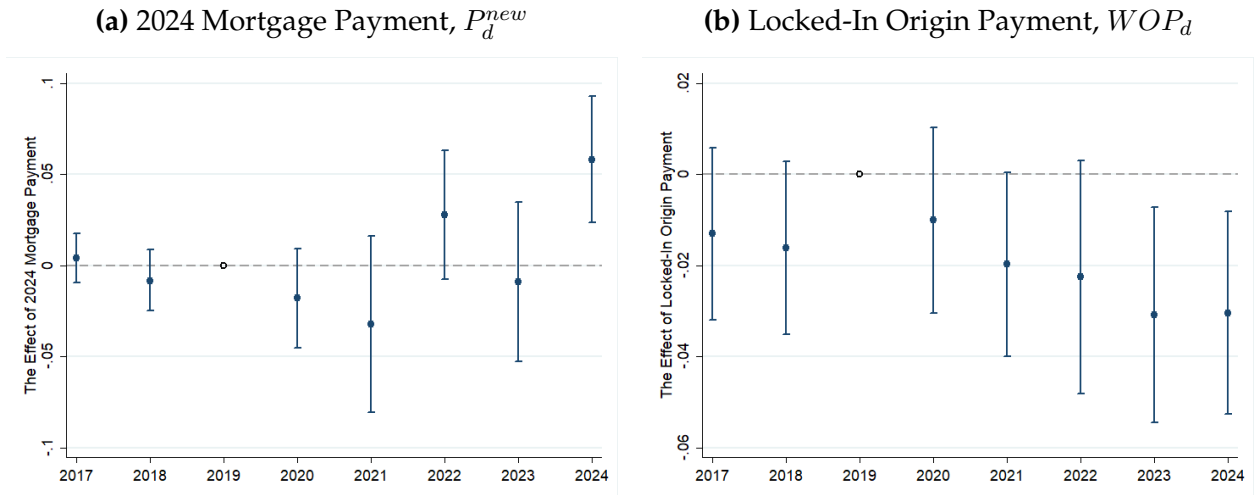 (a) 2024 Mortgage Payment, P_d^{new}
The Effect of 2024 Mortgage Payment
.1
.05
0
-.05
-.1
2017 2018 2019 2020 2021 2022 2023 2024
(b) Locked-In Origin Payment, WOP_d
The Effect of Locked-In Origin Payment
.02
0
-.02
-.04
-.06
2017 2018 2019 2020 2021 2022 2023 2024